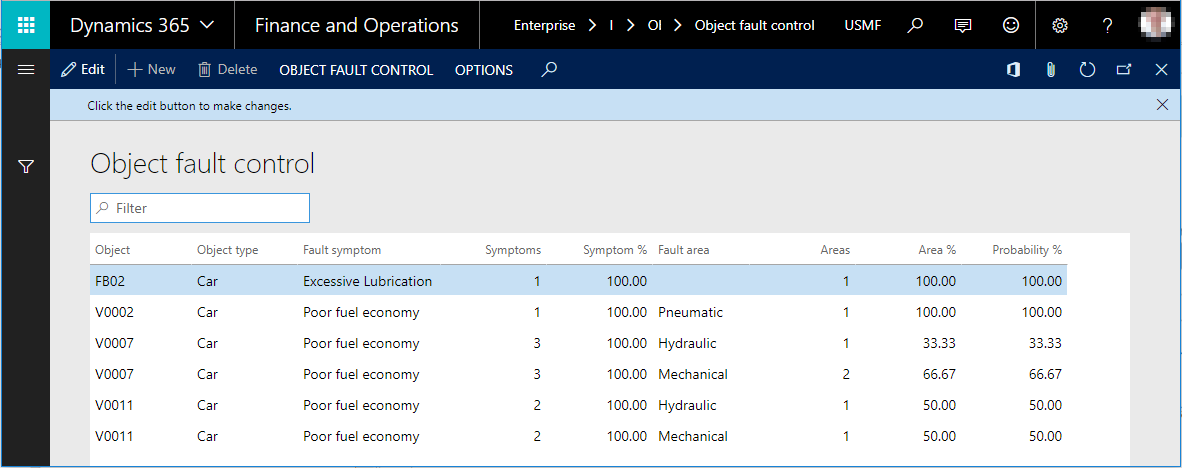 Dynamics 365 Finance and Operations Enterprise I OI Object fault control USMF ?
Edit + New Delete OBJECT FAULT CONTROL OPTIONS
Click the edit button to make changes.
Object fault control
Filter
Object Object type Fault symptom Symptoms Symptom % Fault area Areas Area % Probability %
FB02 Car Excessive Lubrication 1 100.00 1 100.00 100.00
V0002 Car Poor fuel economy 1 100.00 Pneumatic 1 100.00 100.00
V0007 Car Poor fuel economy 3 100.00 Hydraulic 1 33.33 33.33
V0007 Car Poor fuel economy 3 100.00 Mechanical 2 66.67 66.67
V0011 Car Poor fuel economy 2 100.00 Hydraulic 1 50.00 50.00
V0011 Car Poor fuel economy 2 100.00 Mechanical 1 50.00 50.00